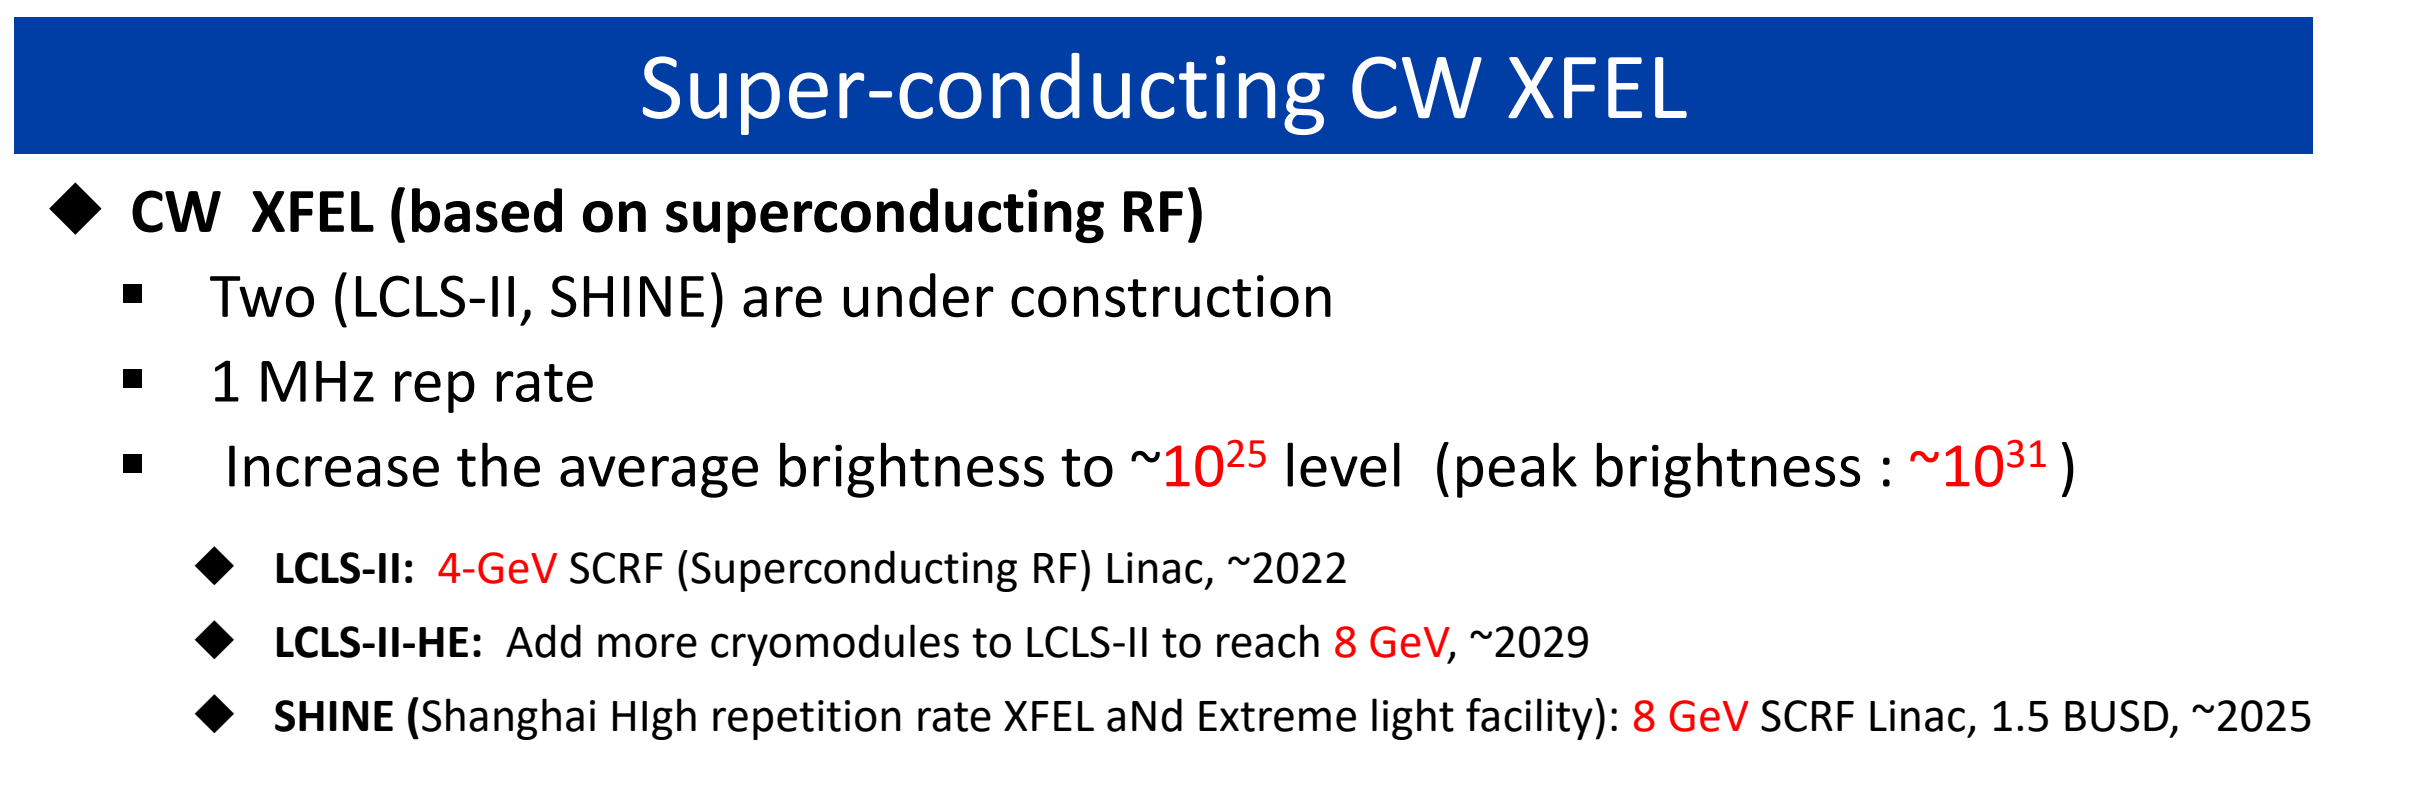 Super-conducting CW XFEL
◆ CW XFEL (based on superconducting RF)
▪ Two (LCLS-II, SHINE) are under construction
▪ 1 MHz rep rate
▪ Increase the average brightness to ~10²⁵ level (peak brightness : ~10³¹ )
◆ LCLS-II: 4-GeV SCRF (Superconducting RF) Linac, ~2022
◆ LCLS-II-HE: Add more cryomodules to LCLS-II to reach 8 GeV, ~2029
◆ SHINE (Shanghai HIgh repetition rate XFEL aNd Extreme light facility): 8 GeV SCRF Linac, 1.5 BUSD, ~2025